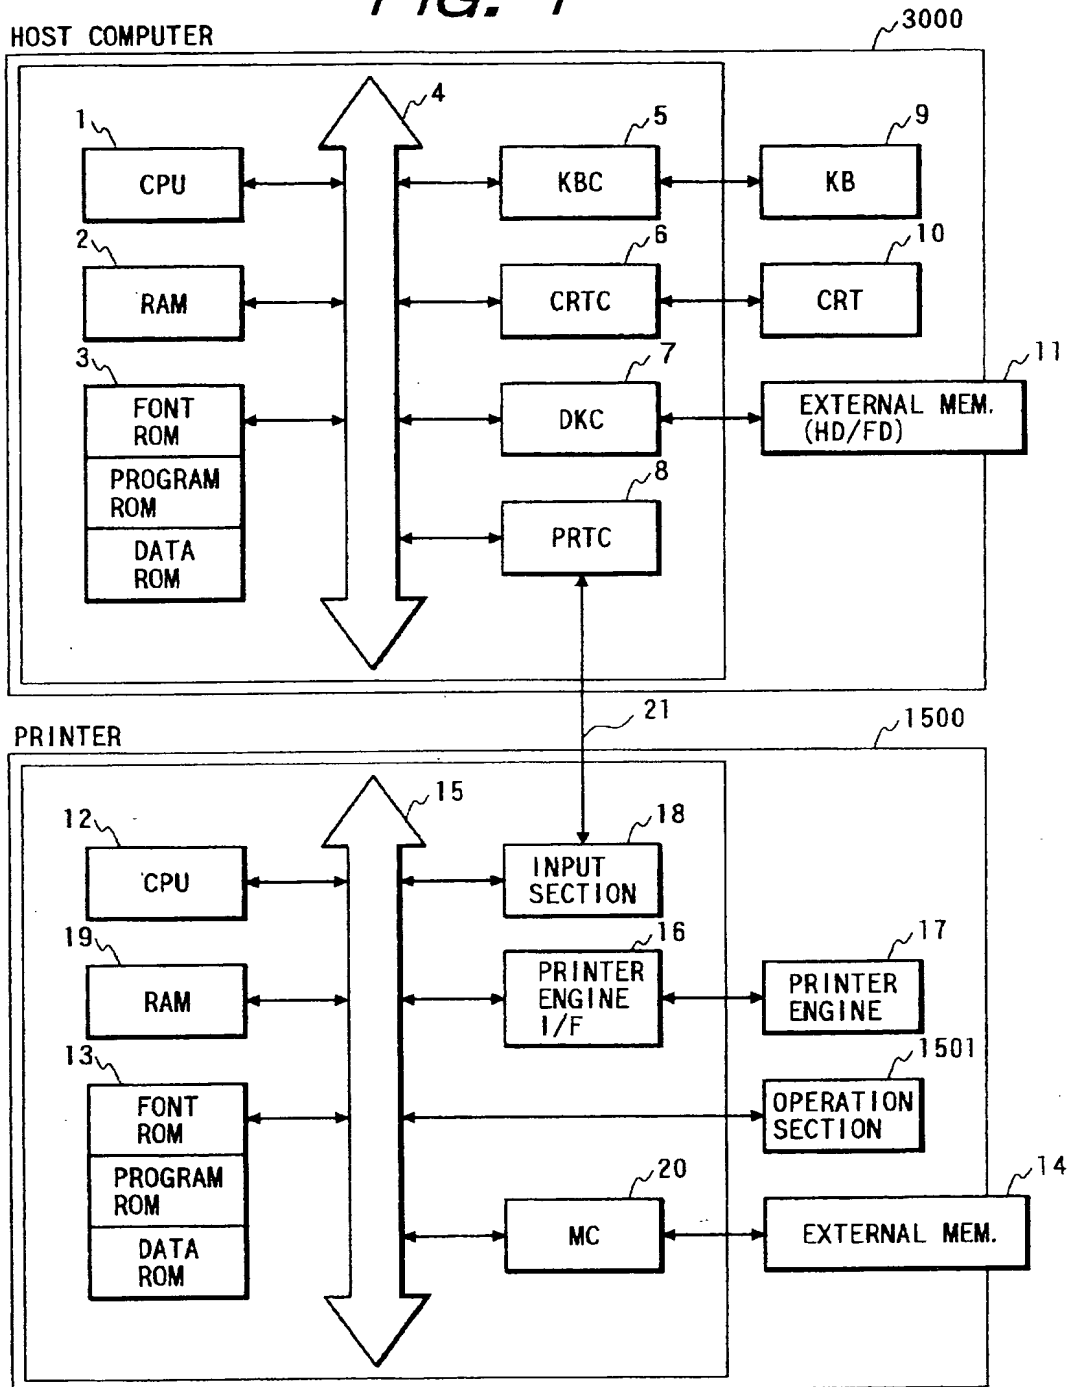 FIG. 1
HOST COMPUTER
3000
4
1
CPU
5
KBC
9
KB
2
RAM
6
CRTC
10
CRT
3
FONT
ROM
PROGRAM
ROM
DATA
ROM
7
DKC
11
EXTERNAL MEM.
(HD/FD)
8
PRTC
21
PRINTER
1500
15
12
CPU
18
INPUT
SECTION
19
RAM
16
PRINTER
ENGINE
I/F
17
PRINTER
ENGINE
13
FONT
ROM
PROGRAM
ROM
DATA
ROM
1501
OPERATION
SECTION
20
MC
14
EXTERNAL MEM.